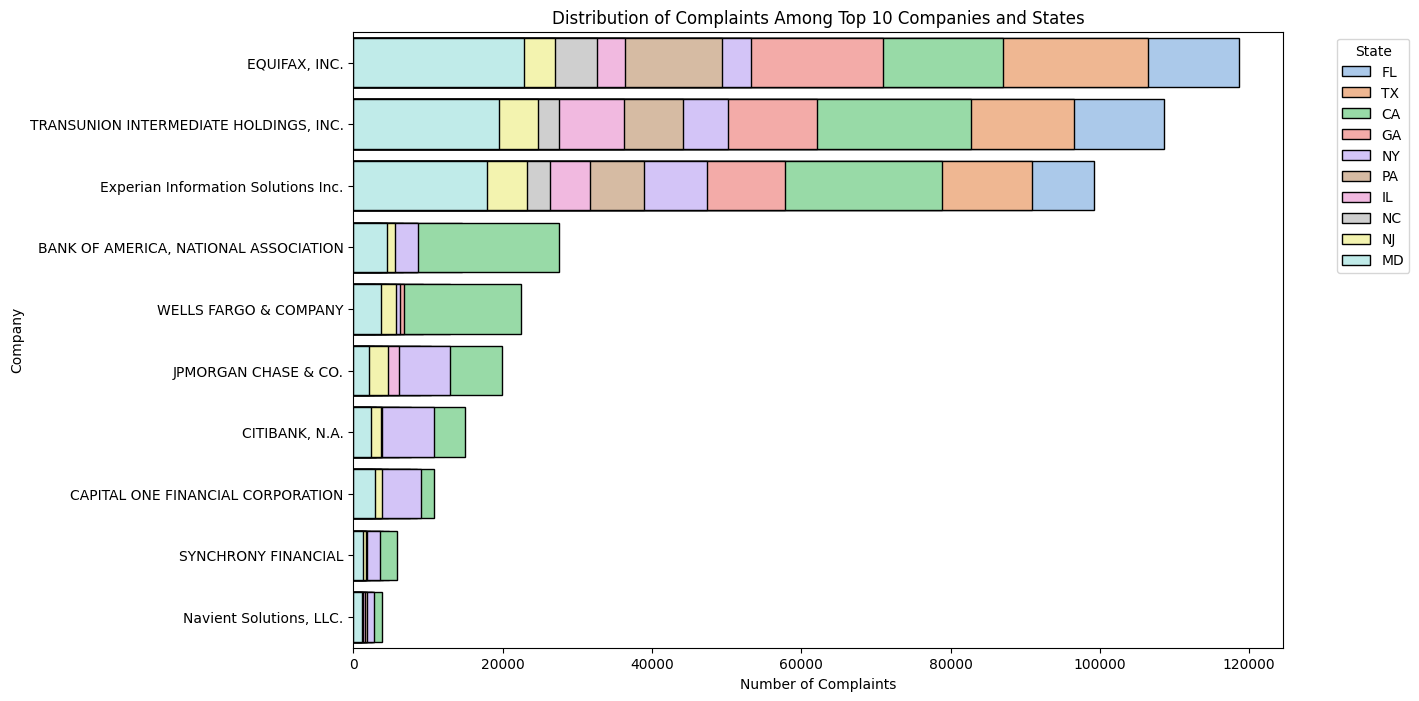 Distribution of Complaints Among Top 10 Companies and States
EQUIFAX, INC.
TRANSUNION INTERMEDIATE HOLDINGS, INC.
Experian Information Solutions Inc.
BANK OF AMERICA, NATIONAL ASSOCIATION
WELLS FARGO & COMPANY
JPMORGAN CHASE & CO.
CITIBANK, N.A.
CAPITAL ONE FINANCIAL CORPORATION
SYNCHRONY FINANCIAL
Navient Solutions, LLC.
Company
0 20000 40000 60000 80000 100000 120000
Number of Complaints
State
FL
TX
CA
GA
NY
PA
IL
NC
NJ
MD